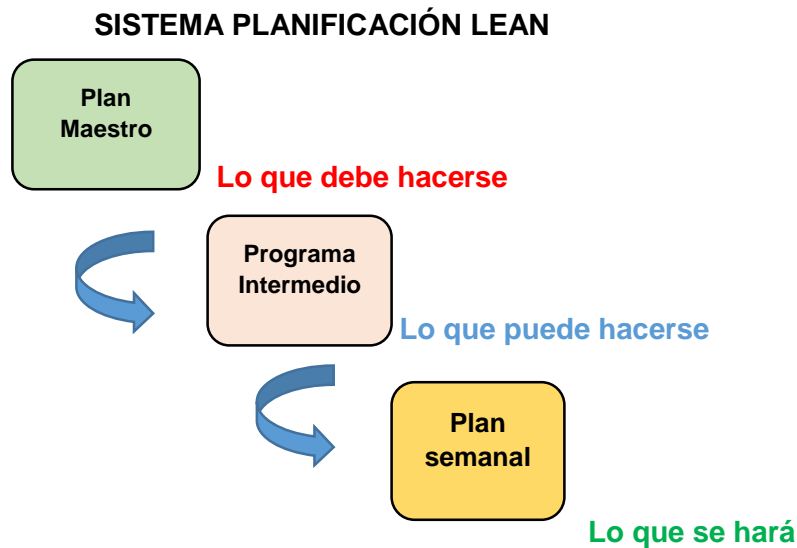 SISTEMA PLANIFICACIÓN LEAN
Plan
Maestro
Lo que debe hacerse
Programa
Intermedio
Lo que puede hacerse
Plan
semanal
Lo que se hará